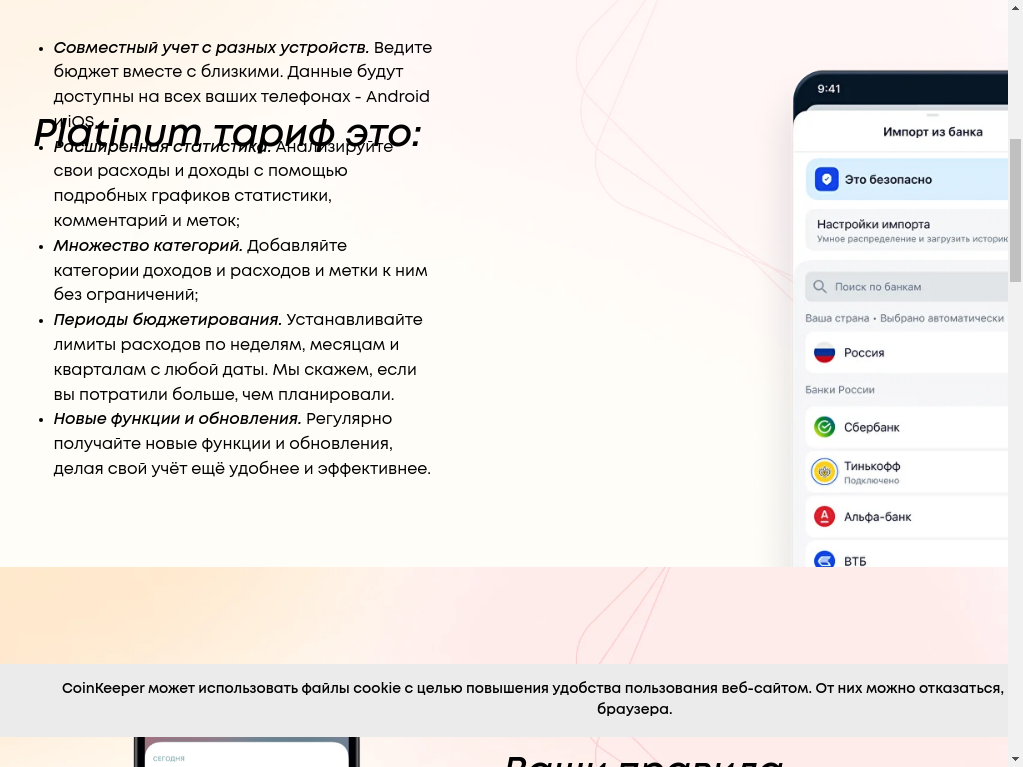 Совместный учет с разных устройств. Ведите
бюджет вместе с близкими. Данные будут
доступны на всех ваших телефонах - Android
и iOS
Platinum тариф это:
Расширенная статистика. Анализируйте
свои расходы и доходы с помощью
подробных графиков статистики,
комментарий и меток;
Множество категорий. Добавляйте
категории доходов и расходов и метки к ним
без ограничений;
Периоды бюджетирования. Устанавливайте
лимиты расходов по неделям, месяцам и
кварталам с любой даты. Мы скажем, если
вы потратили больше, чем планировали.
Новые функции и обновления. Регулярно
получайте новые функции и обновления,
делая свой учёт ещё удобнее и эффективнее.
9:41
Импорт из банка
Это безопасно
Настройки импорта
Умное распределение и загрузить историк
Поиск по банкам
Ваша страна • Выбрано автоматически
Россия
Банки России
Сбербанк
Тинькофф
Подключено
Альфа-банк
ВТБ
CoinKeeper может использовать файлы cookie с целью повышения удобства пользования веб-сайтом. От них можно отказаться,
браузера.
СЕГОДНЯ
Ваши правила